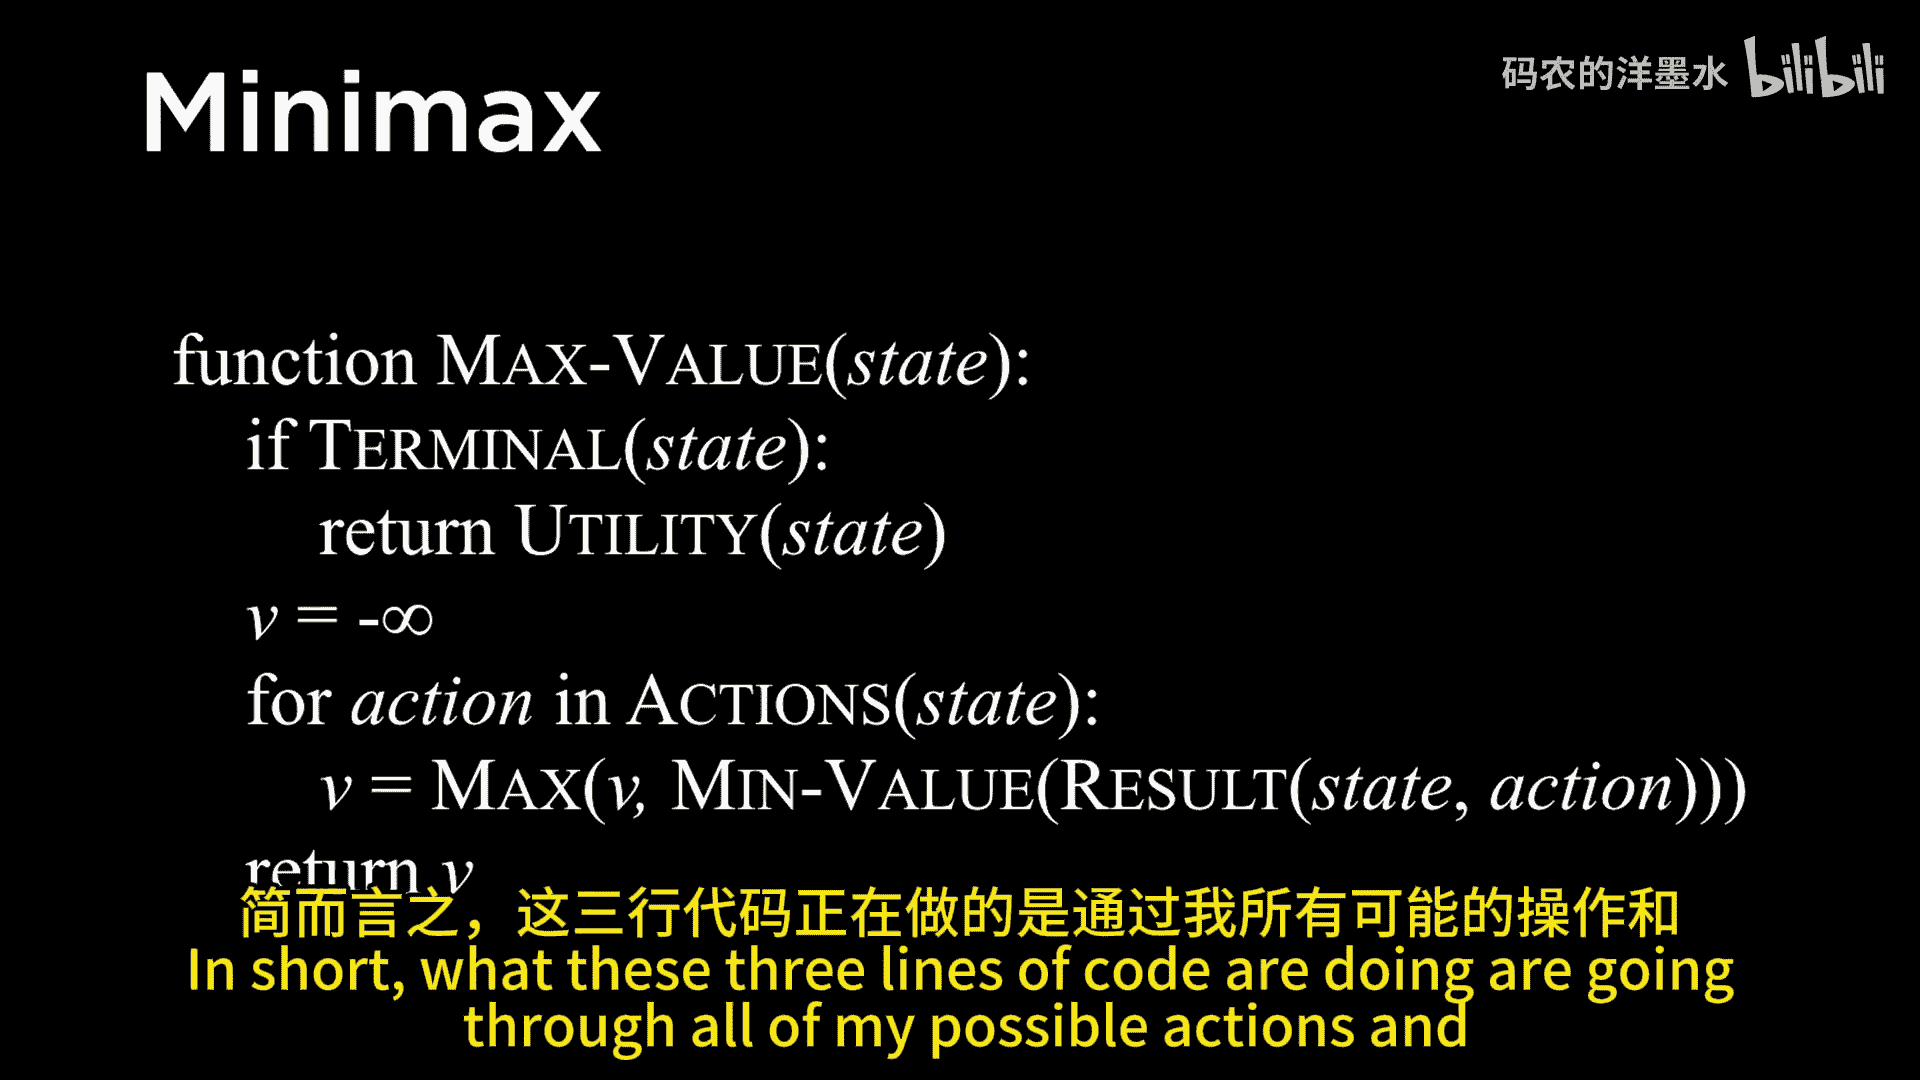 Minimax
码农的洋墨水 bilibili
function MAX-VALUE(state):
if TERMINAL(state):
return UTILITY(state)
v = -∞
for action in ACTIONS(state):
v = MAX(v, MIN-VALUE(RESULT(state, action)))
return v
简而言之，这三行代码正在做的是通过我所有可能的操作和
In short, what these three lines of code are doing are going
through all of my possible actions and